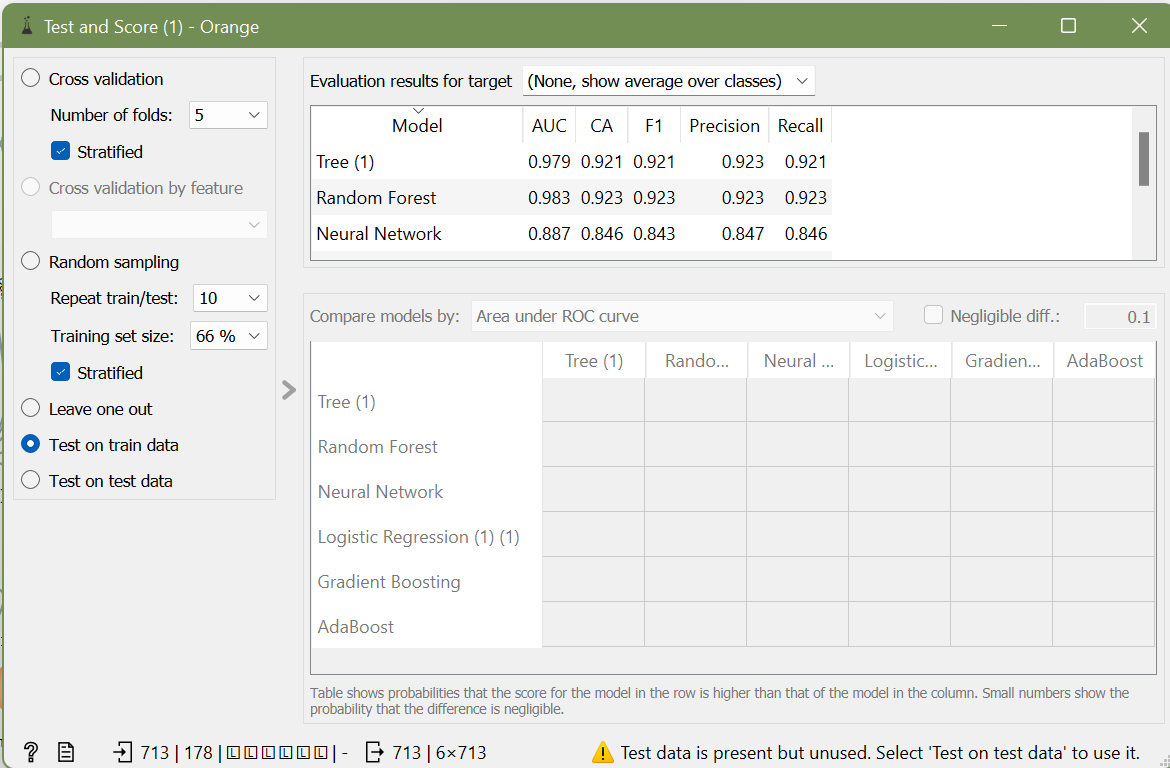 Test and Score (1) - Orange
Cross validation
Number of folds: 5
Stratified
Cross validation by feature
Random sampling
Repeat train/test: 10
Training set size: 66 %
Stratified
Leave one out
Test on train data
Test on test data
Evaluation results for target (None, show average over classes)
Model AUC CA F1 Precision Recall
Tree (1) 0.979 0.921 0.921 0.923 0.921
Random Forest 0.983 0.923 0.923 0.923 0.923
Neural Network 0.887 0.846 0.843 0.847 0.846
Compare models by: Area under ROC curve Negligible diff.: 0.1
Tree (1) Rando... Neural ... Logistic... Gradien... AdaBoost
Tree (1)
Random Forest
Neural Network
Logistic Regression (1) (1)
Gradient Boosting
AdaBoost
Table shows probabilities that the score for the model in the row is higher than that of the model in the column. Small numbers show the
probability that the difference is negligible.
? 713 | 178 | 🄻🄻🄻🄻🄻🄻 | - 713 | 6×713 Test data is present but unused. Select 'Test on test data' to use it.